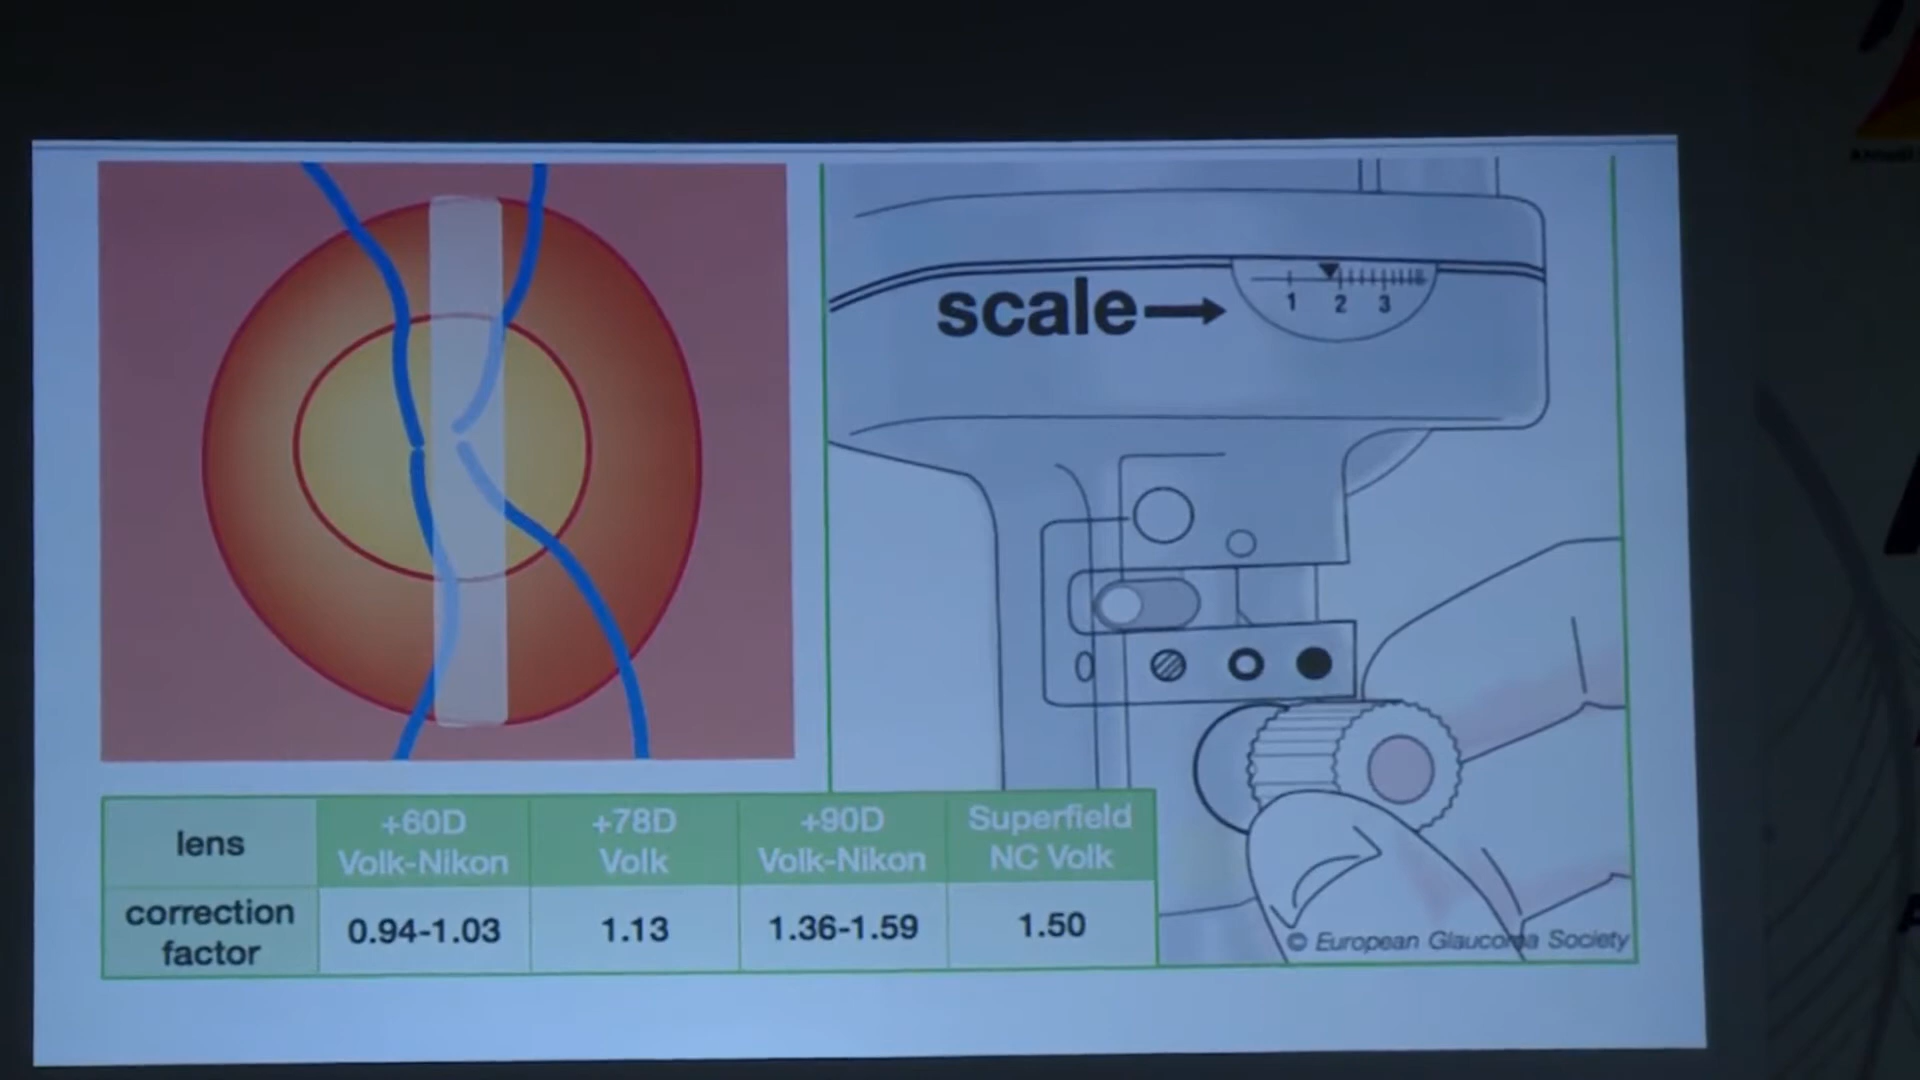 scale
1 2 3
lens
+60D
Volk-Nikon
+78D
Volk
+90D
Volk-Nikon
Superfield
NC Volk
correction
factor
0.94-1.03
1.13
1.36-1.59
1.50
© European Glaucoma Society